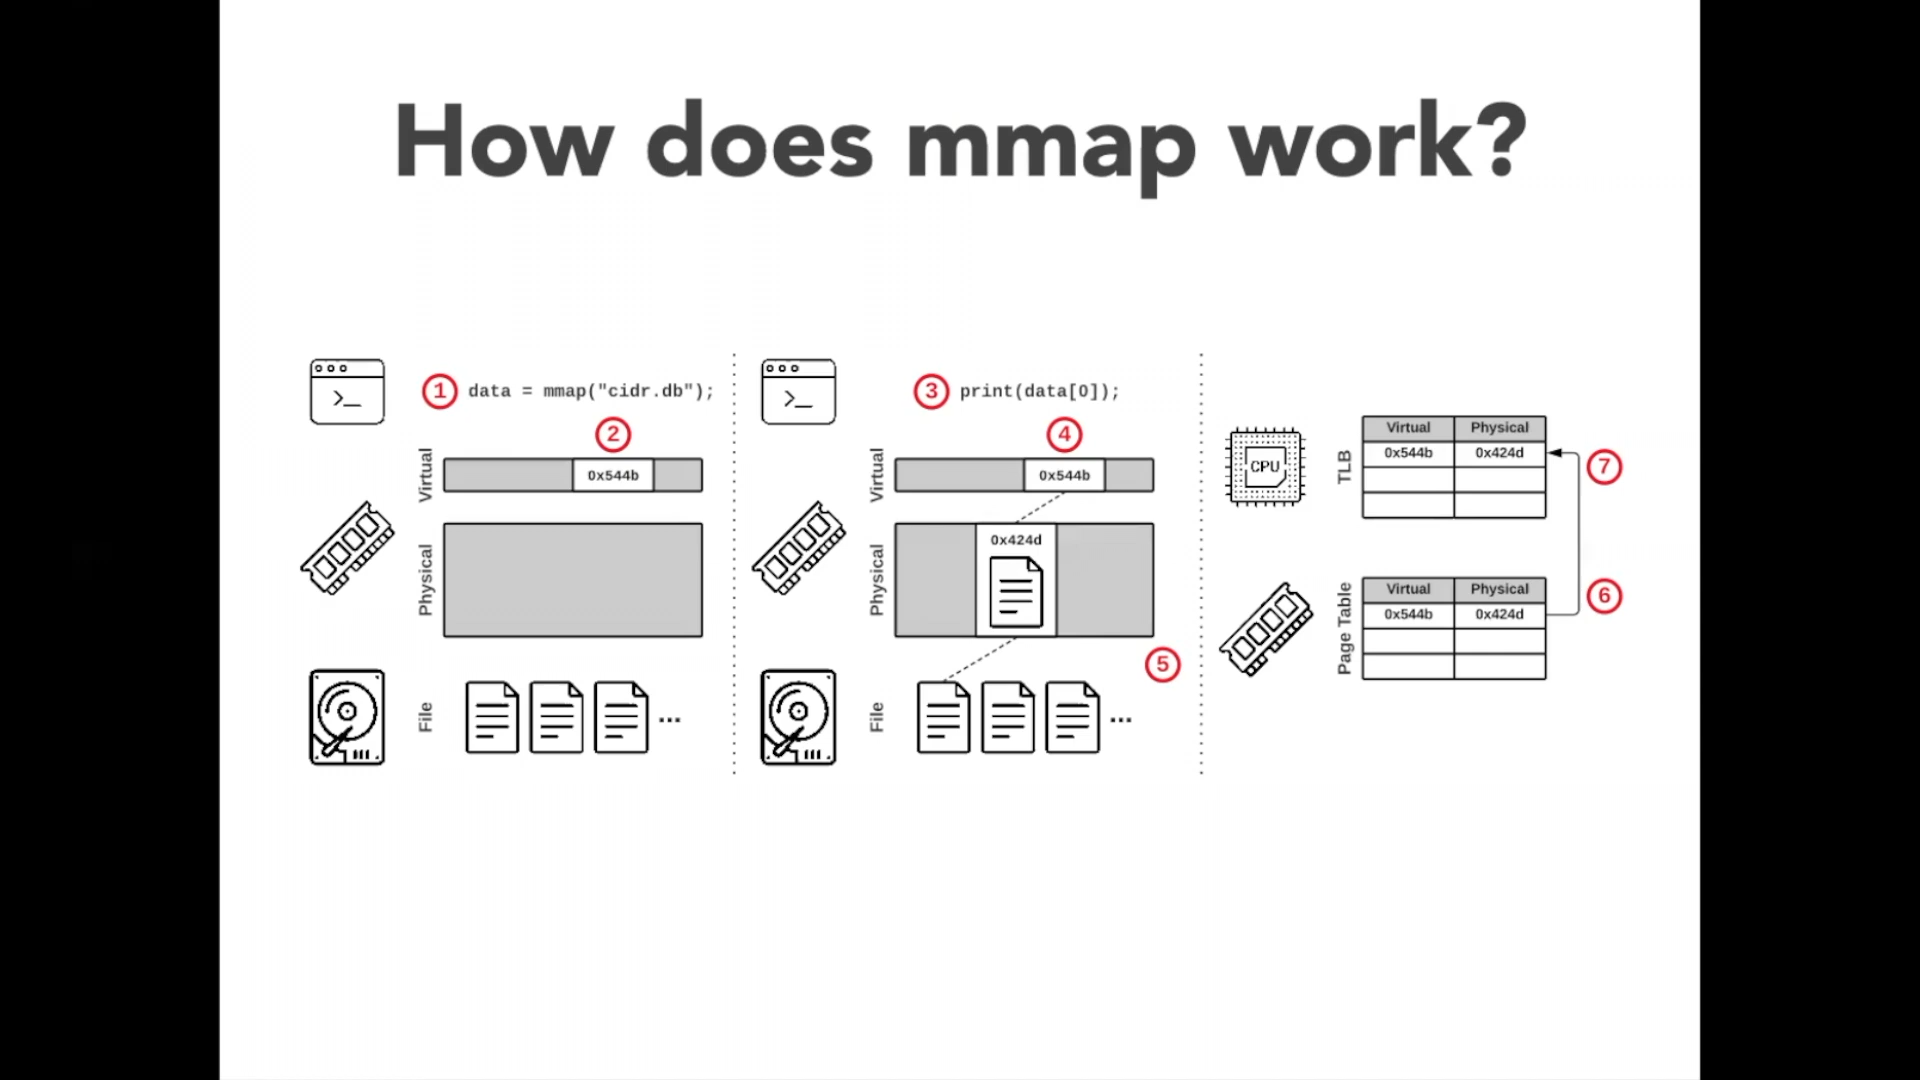 How does mmap work?
>_
1 data = mmap("cidr.db");
2
Virtual
0x544b
Physical
File
...
>_
3 print(data[0]);
4
Virtual
0x544b
Physical
0x424d
5
File
...
CPU
TLB
Virtual Physical
0x544b 0x424d
7
Page Table
Virtual Physical
0x544b 0x424d
6